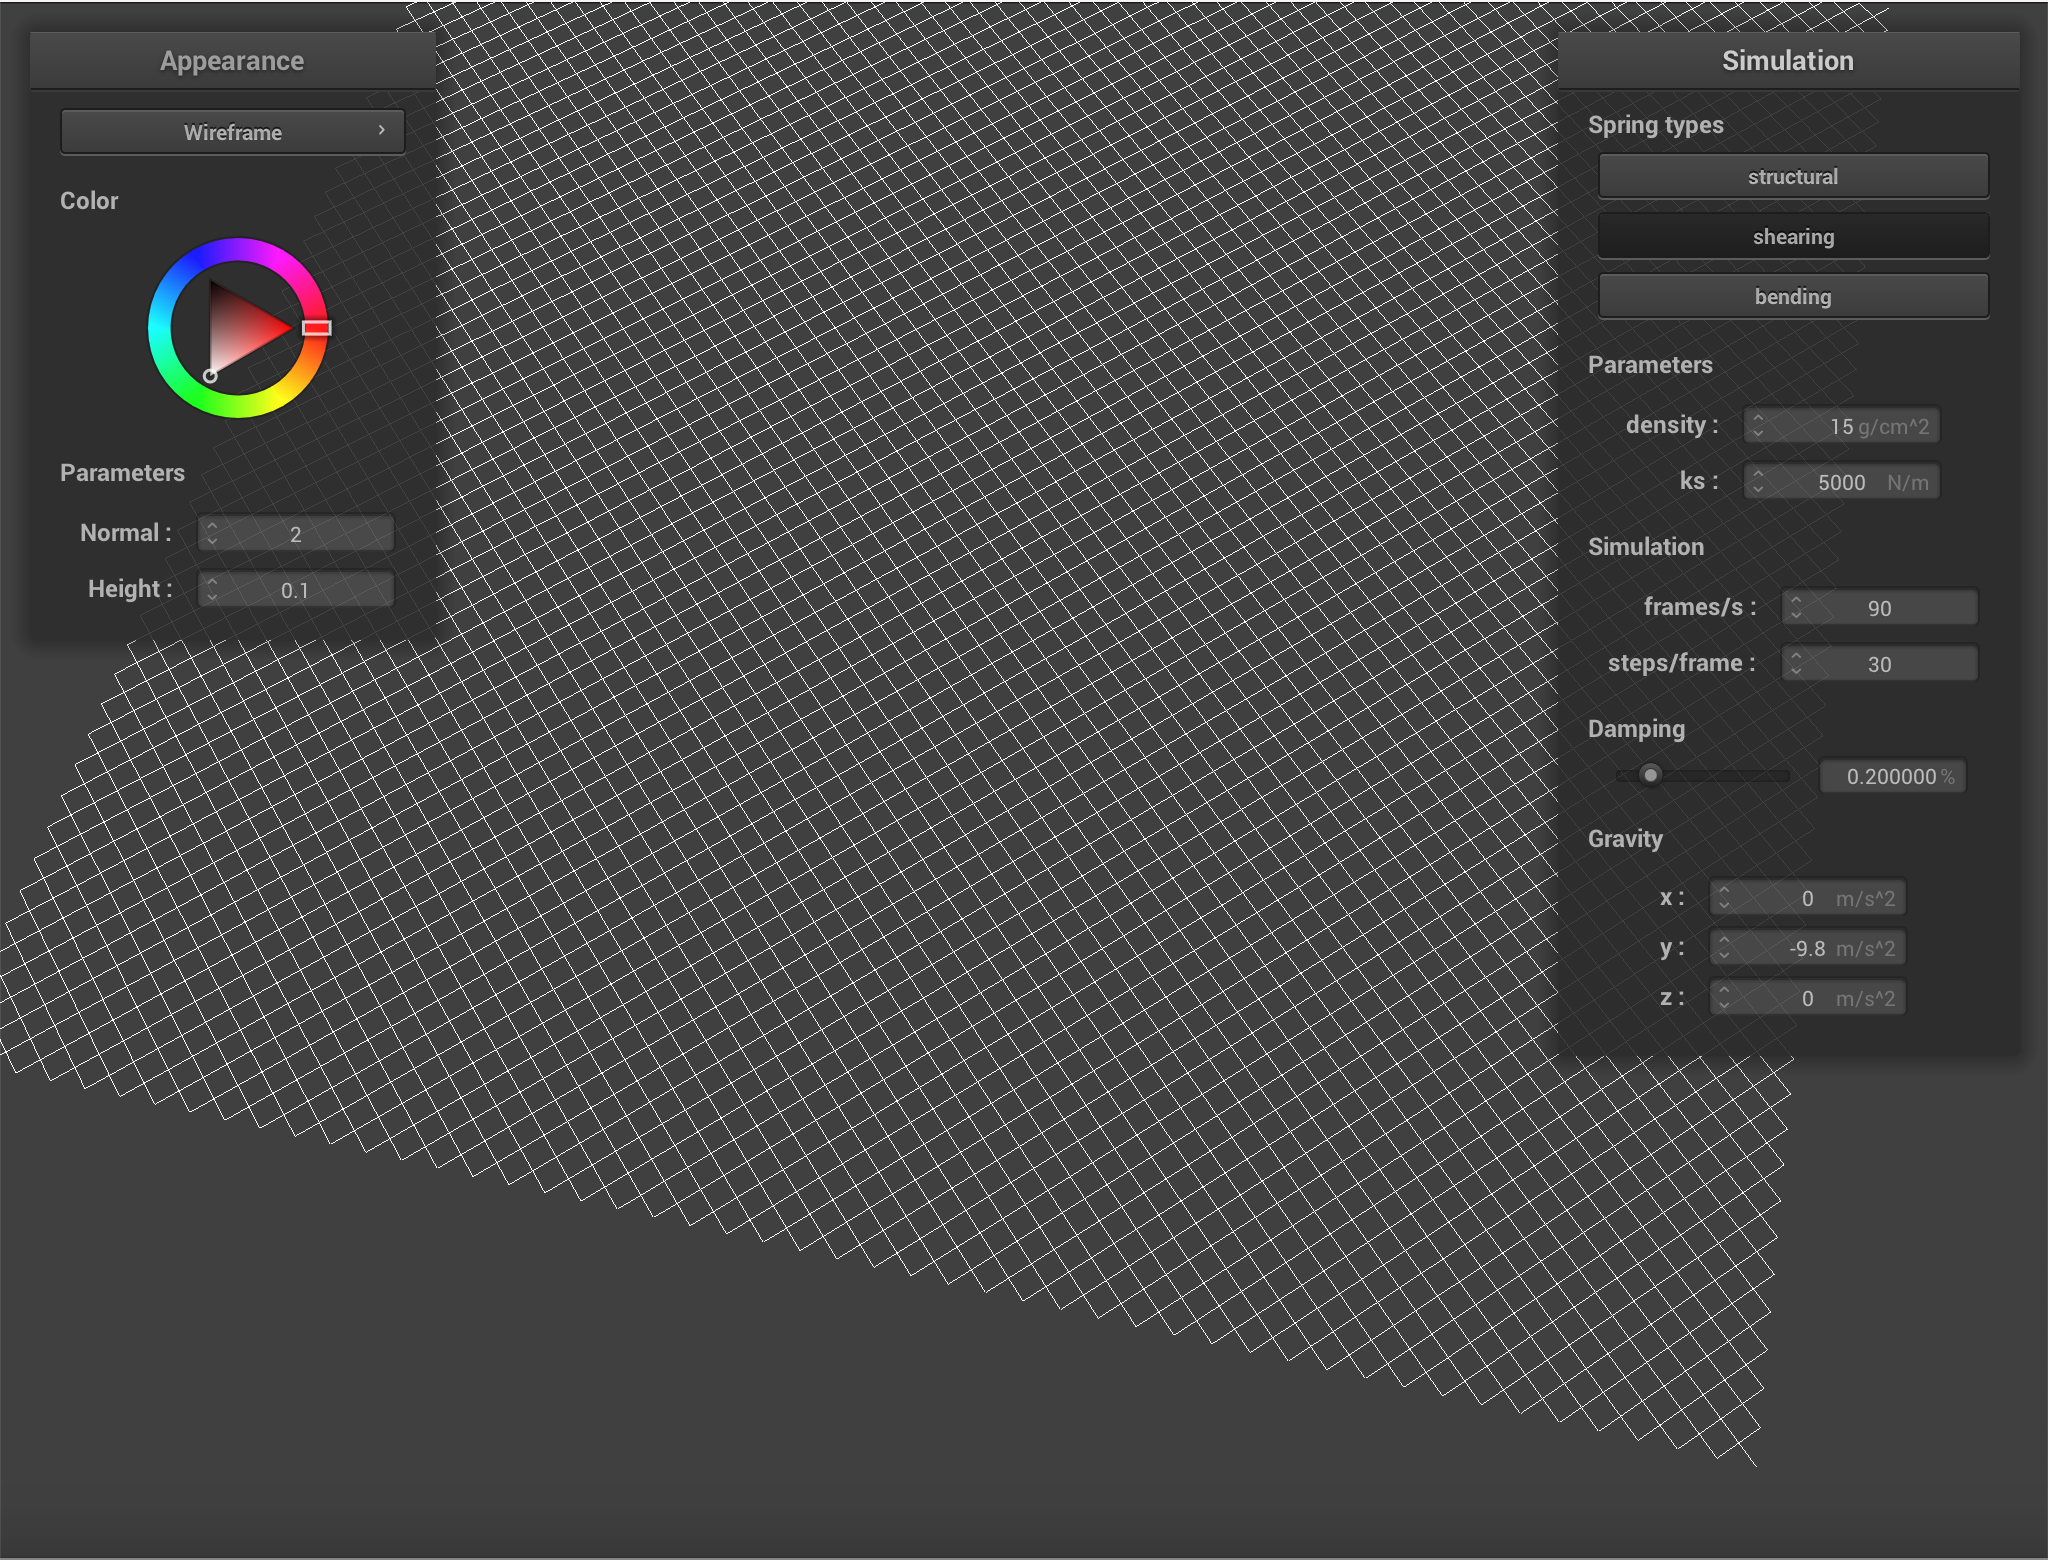 Appearance
Wireframe
Color
Parameters
Normal : 2
Height : 0.1
Simulation
Spring types
structural
shearing
bending
Parameters
density : 15 g/cm^2
ks : 5000 N/m
Simulation
frames/s : 90
steps/frame : 30
Damping
0.200000 %
Gravity
x : 0 m/s^2
y : -9.8 m/s^2
z : 0 m/s^2